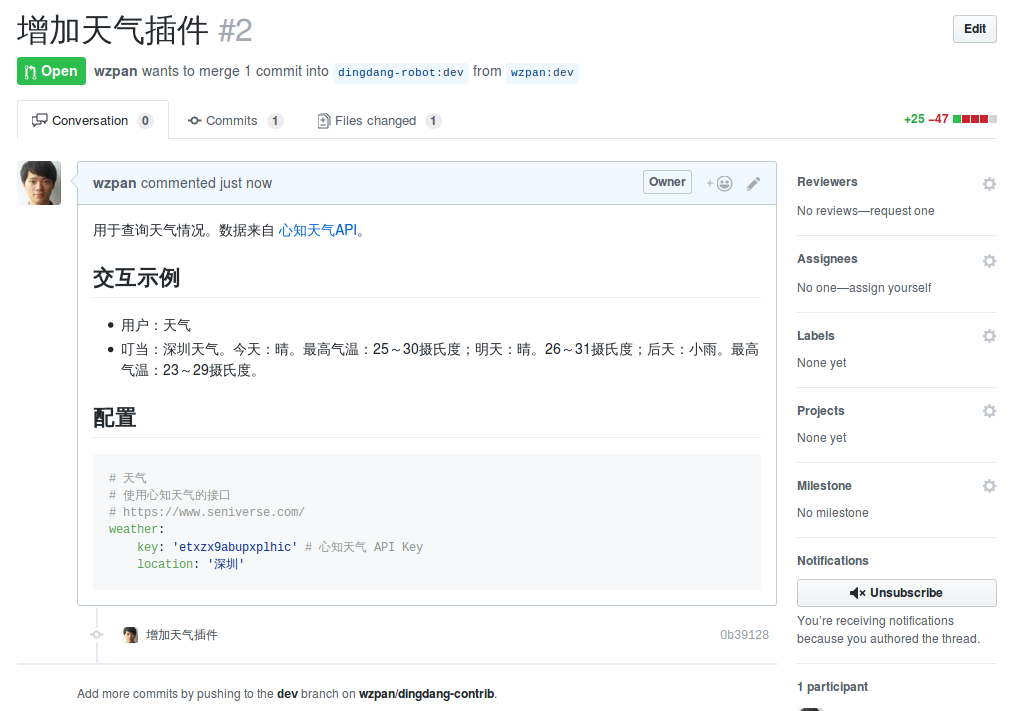 增加天气插件 #2
Edit
Open wzpan wants to merge 1 commit into dingdang-robot:dev from wzpan:dev
Conversation 0 Commits 1 Files changed 1 +25 −47
wzpan commented just now Owner +
用于查询天气情况。数据来自 心知天气API。
交互示例
用户：天气
叮当：深圳天气。今天：晴。最高气温：25～30摄氏度；明天：晴。26～31摄氏度；后天：小雨。最高
气温：23～29摄氏度。
配置
# 天气
# 使用心知天气的接口
# https://www.seniverse.com/
weather:
key: 'etxzx9abupxplhic' # 心知天气 API Key
location: '深圳'
增加天气插件 0b39128
Add more commits by pushing to the dev branch on wzpan/dingdang-contrib.
Reviewers
No reviews—request one
Assignees
No one—assign yourself
Labels
None yet
Projects
None yet
Milestone
No milestone
Notifications
Unsubscribe
You're receiving notifications
because you authored the thread.
1 participant